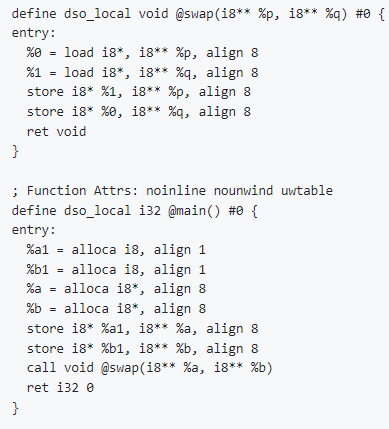 define dso_local void @swap(i8** %p, i8** %q) #0 {
entry:
  %0 = load i8*, i8** %p, align 8
  %1 = load i8*, i8** %q, align 8
  store i8* %1, i8** %p, align 8
  store i8* %0, i8** %q, align 8
  ret void
}

; Function Attrs: noinline nounwind uwtable
define dso_local i32 @main() #0 {
entry:
  %a1 = alloca i8, align 1
  %b1 = alloca i8, align 1
  %a = alloca i8*, align 8
  %b = alloca i8*, align 8
  store i8* %a1, i8** %a, align 8
  store i8* %b1, i8** %b, align 8
  call void @swap(i8** %a, i8** %b)
  ret i32 0
}